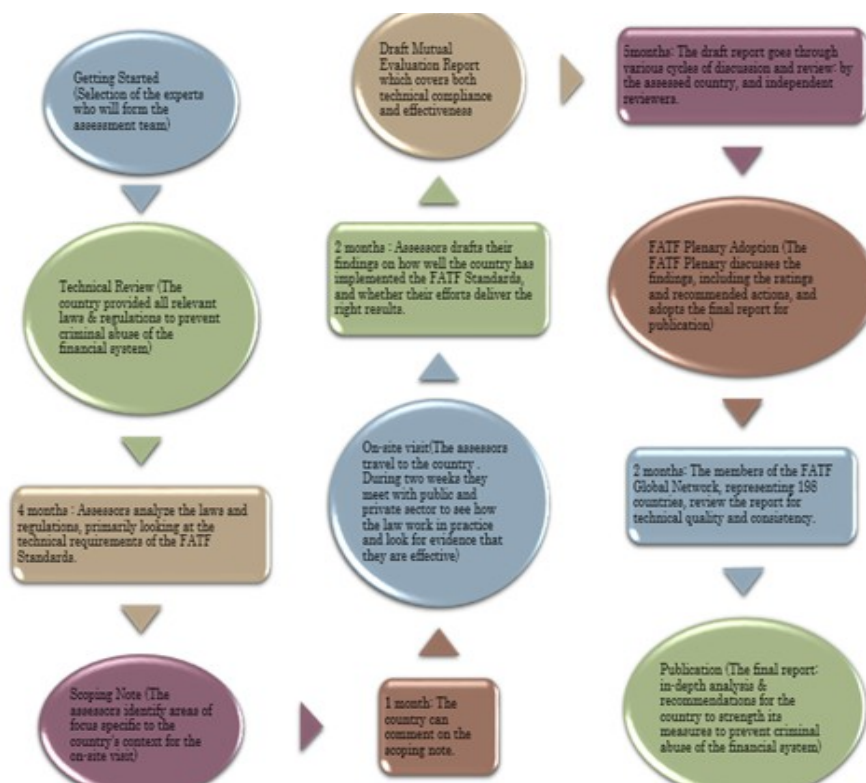 Getting Started
(Selection of the experts
who will form the
assessment team)
Technical Review (The
country provided all relevant
laws & regulations to prevent
criminal abuse of the
financial system)
4 months : Assessors analyze the laws and
regulations, primarily looking at the
technical requirements of the FATF
Standards.
Scoping Note (The
assessors identify areas of
focus specific to the
country's context for the
on-site visit)
1 month: The
country can
comment on the
scoping note.
On-site visit(The assessors
travel to the country .
During two weeks they
meet with public and
private sector to see how
the law work in practice
and look for evidence that
they are effective)
2 months : Assessors drafts their
findings on how well the country has
implemented the FATF Standards,
and whether their efforts deliver the
right results.
Draft Mutual
Evaluation Report
which covers both
technical compliance
and effectiveness
5months: The draft report goes through
various cycles of discussion and review: by
the assessed country, and independent
reviewers.
FATF Plenary Adoption (The
FATF Plenary discusses the
findings, including the ratings
and recommended actions, and
adopts the final report for
publication)
2 months: The members of the FATF
Global Network, representing 198
countries, review the report for
technical quality and consistency.
Publication (The final report:
in-depth analysis &
recommendations for the
country to strength its
measures to prevent criminal
abuse of the financial system)